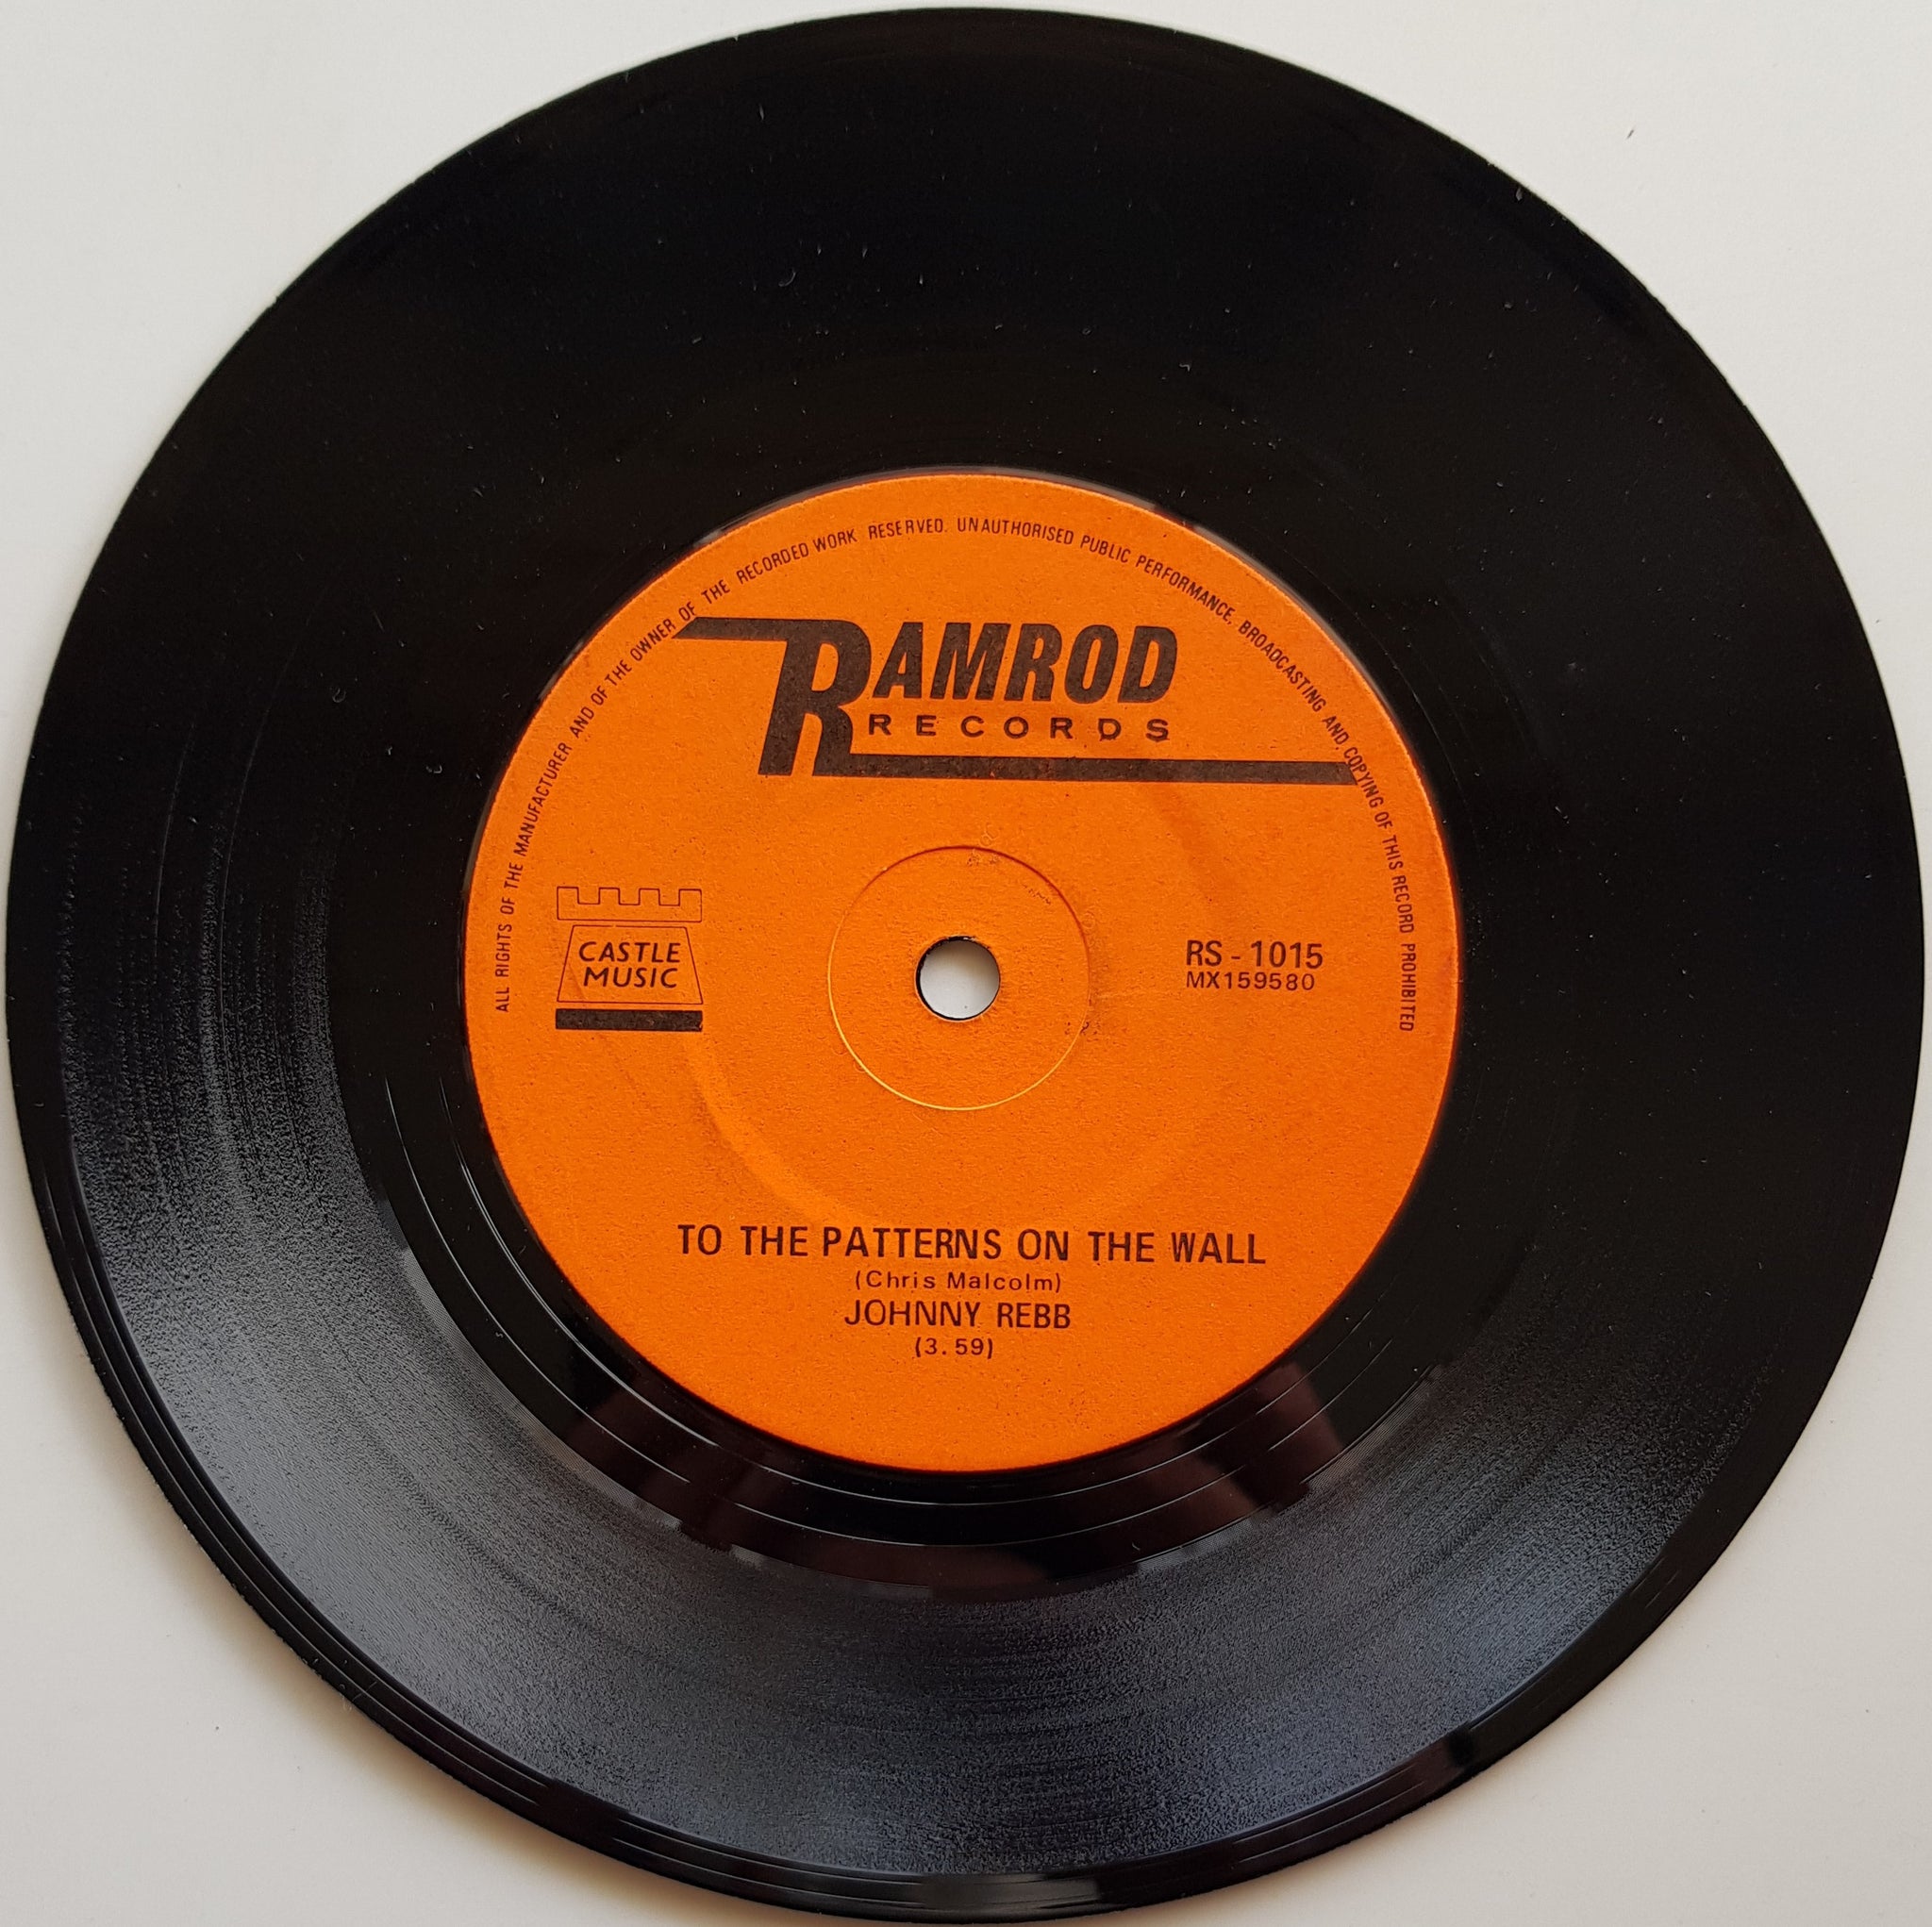 ALL RIGHTS OF THE MANUFACTURER AND OF THE OWNER OF THE RECORDED WORK RESERVED. UNAUTHORISED PUBLIC PERFORMANCE, BROADCASTING AND COPYING OF THIS RECORD PROHIBITED
RAMROD
RECORDS
CASTLE
MUSIC
RS - 1015
MX159580
TO THE PATTERNS ON THE WALL
(Chris Malcolm)
JOHNNY REBB
(3.59)